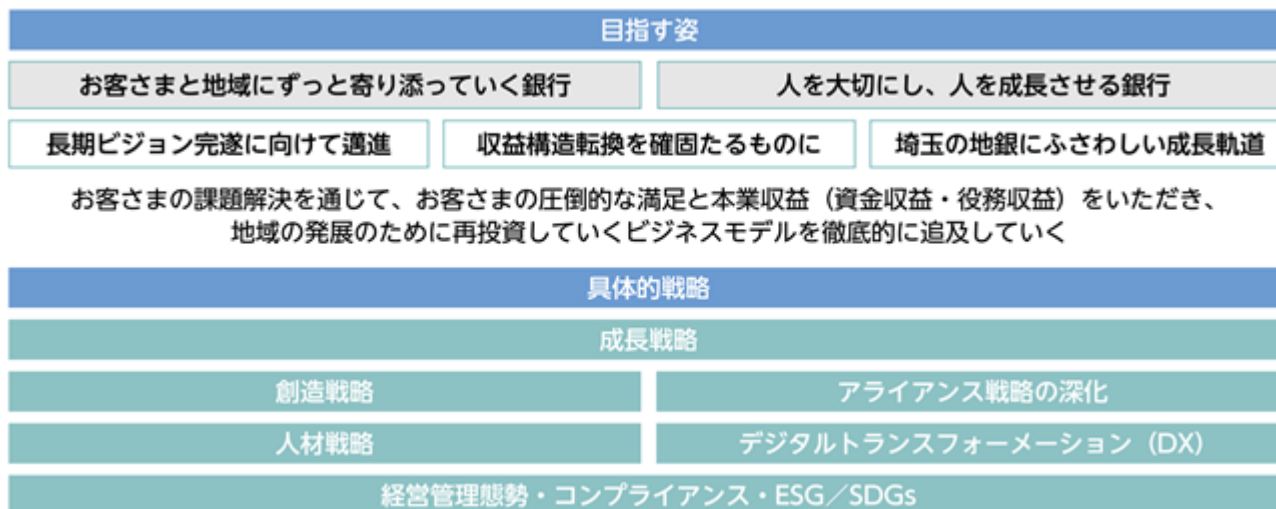 目指す姿
お客さまと地域にずっと寄り添っていく銀行
人を大切にし、人を成長させる銀行
長期ビジョン完遂に向けて邁進
収益構造転換を確固たるものに
埼玉の地銀にふさわしい成長軌道
お客さまの課題解決を通じて、お客さまの圧倒的な満足と本業収益（資金収益・役務収益）をいただき、
地域の発展のために再投資していくビジネスモデルを徹底的に追及していく
具体的戦略
成長戦略
創造戦略
アライアンス戦略の深化
人材戦略
デジタルトランスフォーメーション（DX）
経営管理態勢・コンプライアンス・ESG／SDGs